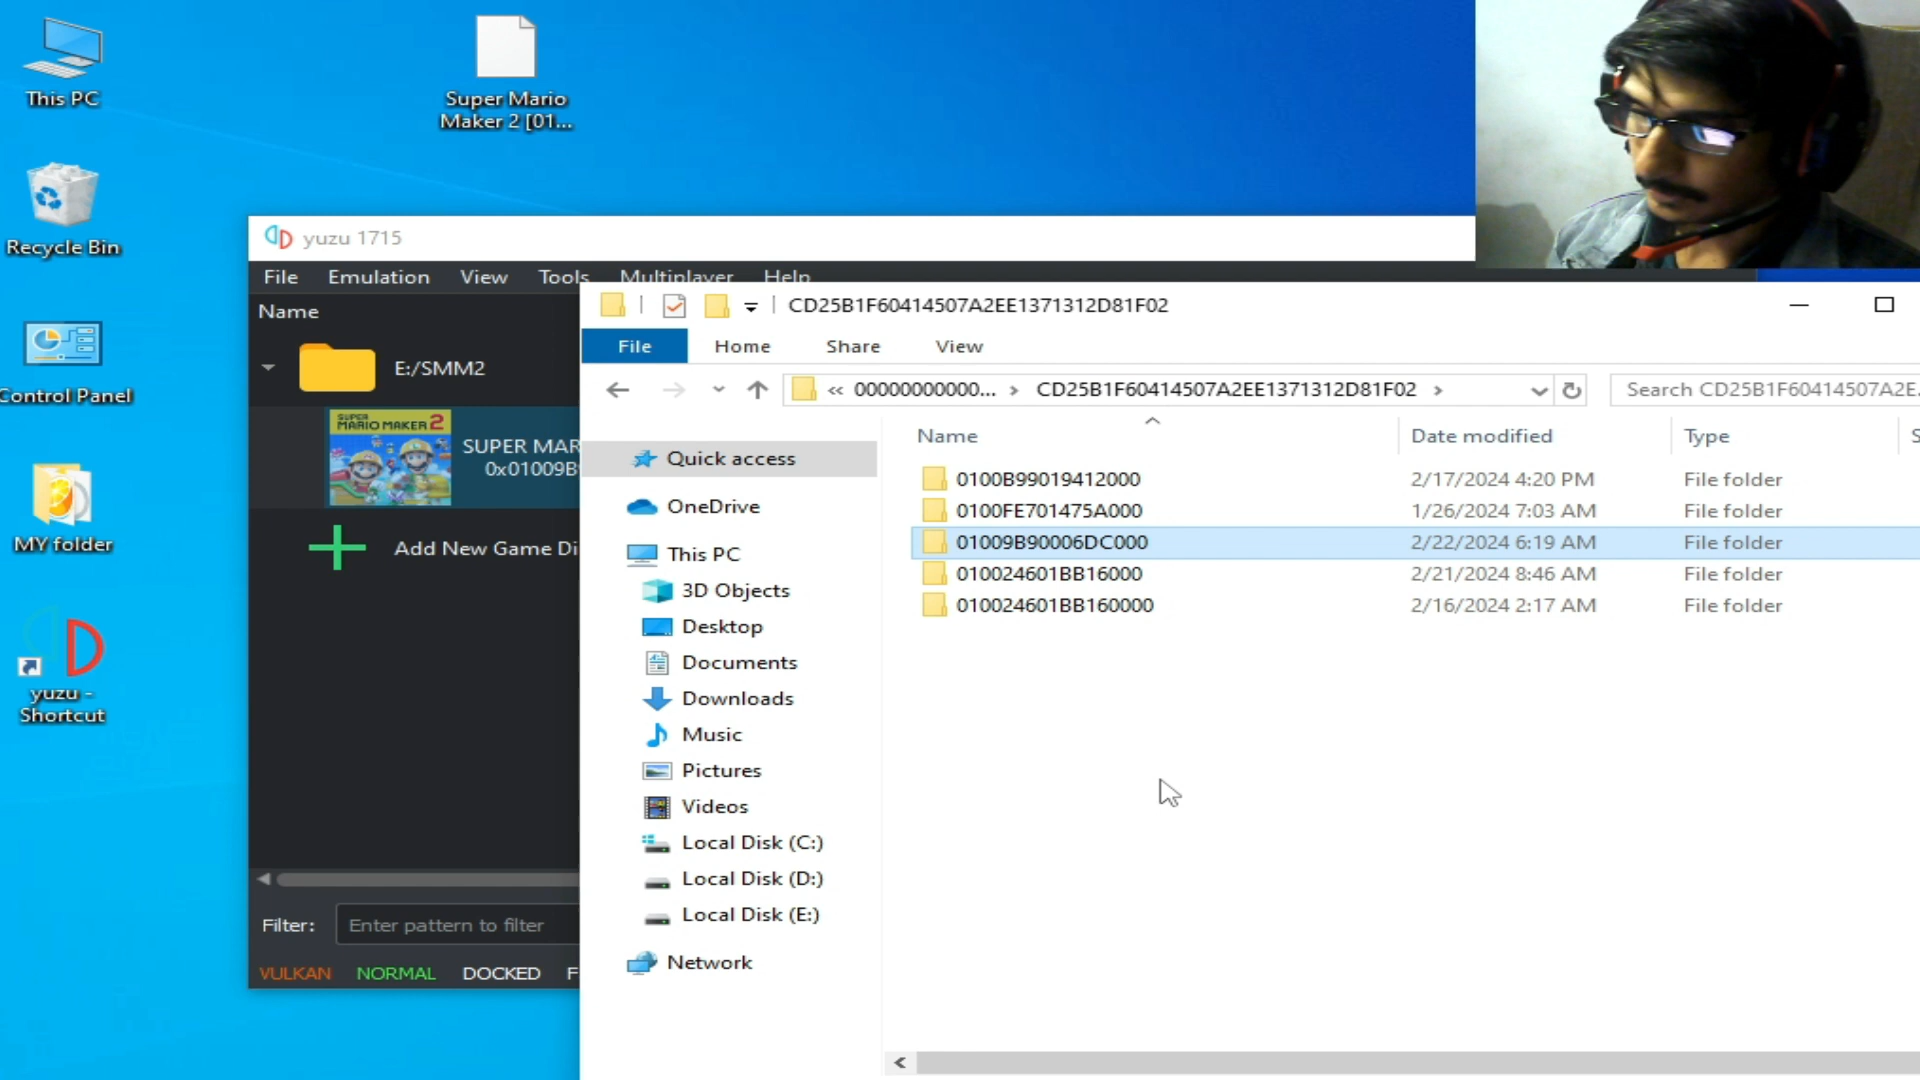 This PC
Recycle Bin
Control Panel
MY folder
yuzu -
Shortcut
Super Mario
Maker 2 [01...
yuzu 1715
File Emulation View Tools Multiplayer Help
Name
E:/SMM2
SUPER MARIO MAKER 2
SUPER MAR
0x01009B
Add New Game Di
Filter: Enter pattern to filter
VULKAN NORMAL DOCKED F
CD25B1F60414507A2EE1371312D81F02
File Home Share View
« 00000000000... › CD25B1F60414507A2EE1371312D81F02 ›
Search CD25B1F60414507A2E
Quick access
OneDrive
This PC
3D Objects
Desktop
Documents
Downloads
Music
Pictures
Videos
Local Disk (C:)
Local Disk (D:)
Local Disk (E:)
Network
Name Date modified Type S
0100B99019412000 2/17/2024 4:20 PM File folder
0100FE701475A000 1/26/2024 7:03 AM File folder
01009B90006DC000 2/22/2024 6:19 AM File folder
010024601BB16000 2/21/2024 8:46 AM File folder
010024601BB160000 2/16/2024 2:17 AM File folder